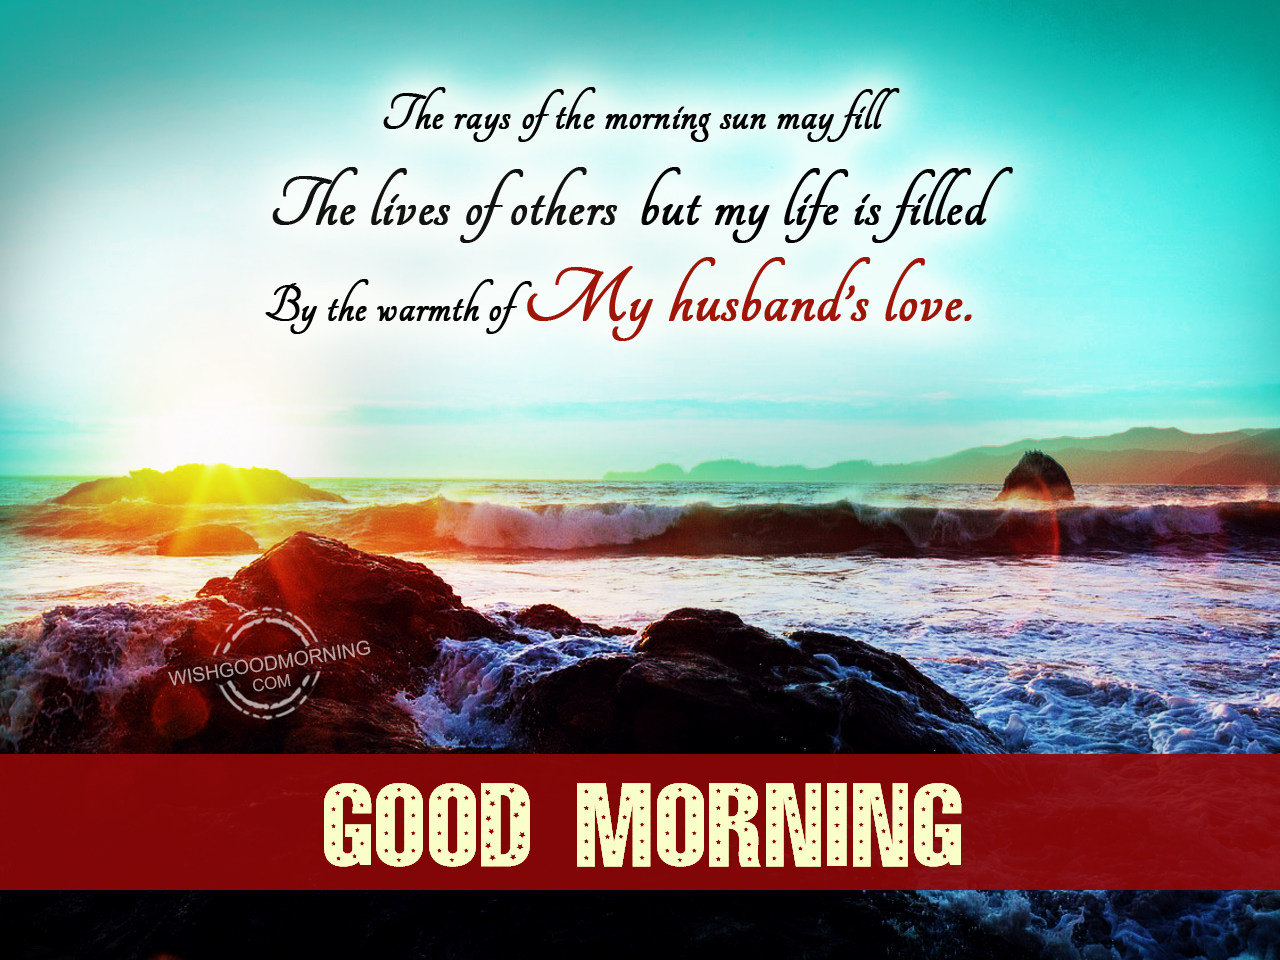 The rays of the morning sun may fill
The lives of others but my life is filled
By the warmth of My husband's love.
WISHGOODMORNING
COM
GOOD MORNING